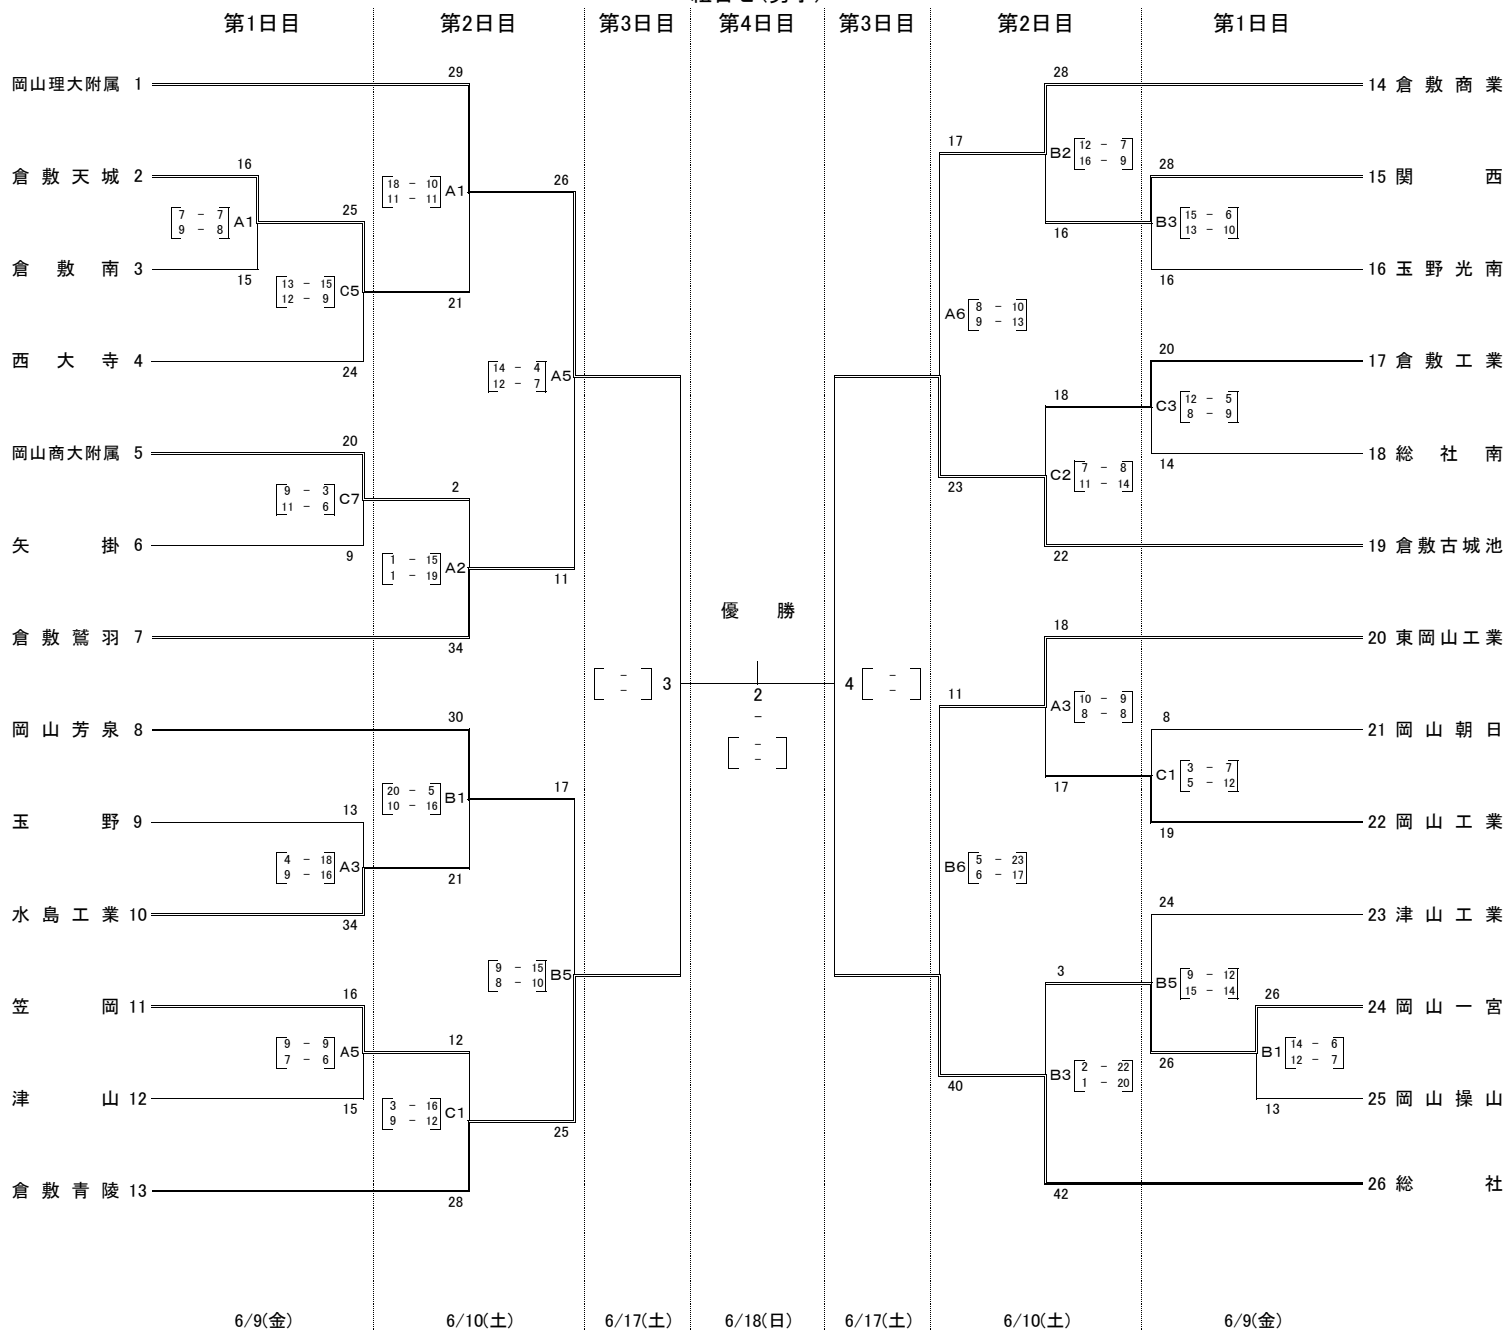 第1日目 第2日目 第3日目 第4日目 第3日目 第2日目 第1日目
29 28
岡山理大附属 1 14 倉敷商業
17
16 B2 12 - 7 28
倉敷天城 2 18 - 10 A1 26 16 - 9 15 関西
11 - 11
7 - 7 A1 25 B3 15 - 6
9 - 8 16 13 - 10
倉敷南 3 15 13 - 15 C5 16 16 玉野光南
12 - 9 21
A6 8 - 10
9 - 13
20
西大寺 4 24 17 倉敷工業
14 - 4 A5
12 - 7 18
C3 12 - 5
8 - 9
20
岡山商大附属 5 14 18 総社南
9 - 3 C7 2 23 C2 7 - 8
11 - 6 11 - 14
矢掛 6 9 19 倉敷古城池
1 - 15 A2 11 22
1 - 19
優勝
18
倉敷鷲羽 7 34 20 東岡山工業
- 3 4 -
- -
2 11
- A3 10 - 9
8 - 8
30 8
岡山芳泉 8 - 21 岡山朝日
-
20 - 5 B1 17 17 C1 3 - 7
10 - 16 5 - 12
13
玉野 9 19 22 岡山工業
4 - 18 A3 21 B6 5 - 23
9 - 16 6 - 17
24
水島工業 10 34 23 津山工業
9 - 15 B5 3 B5 9 - 12
8 - 10 15 - 14
16 26
笠岡 11 24 岡山一宮
9 - 9 A5 12 B1 14 - 6
7 - 6 12 - 7
40 B3 2 - 22 26
1 - 20
津山 12 15 3 - 16 C1 25 13 25 岡山操山
9 - 12
倉敷青陵 13 28 42 26 総社
6/9(金) 6/10(土) 6/17(土) 6/18(日) 6/17(土) 6/10(土) 6/9(金)